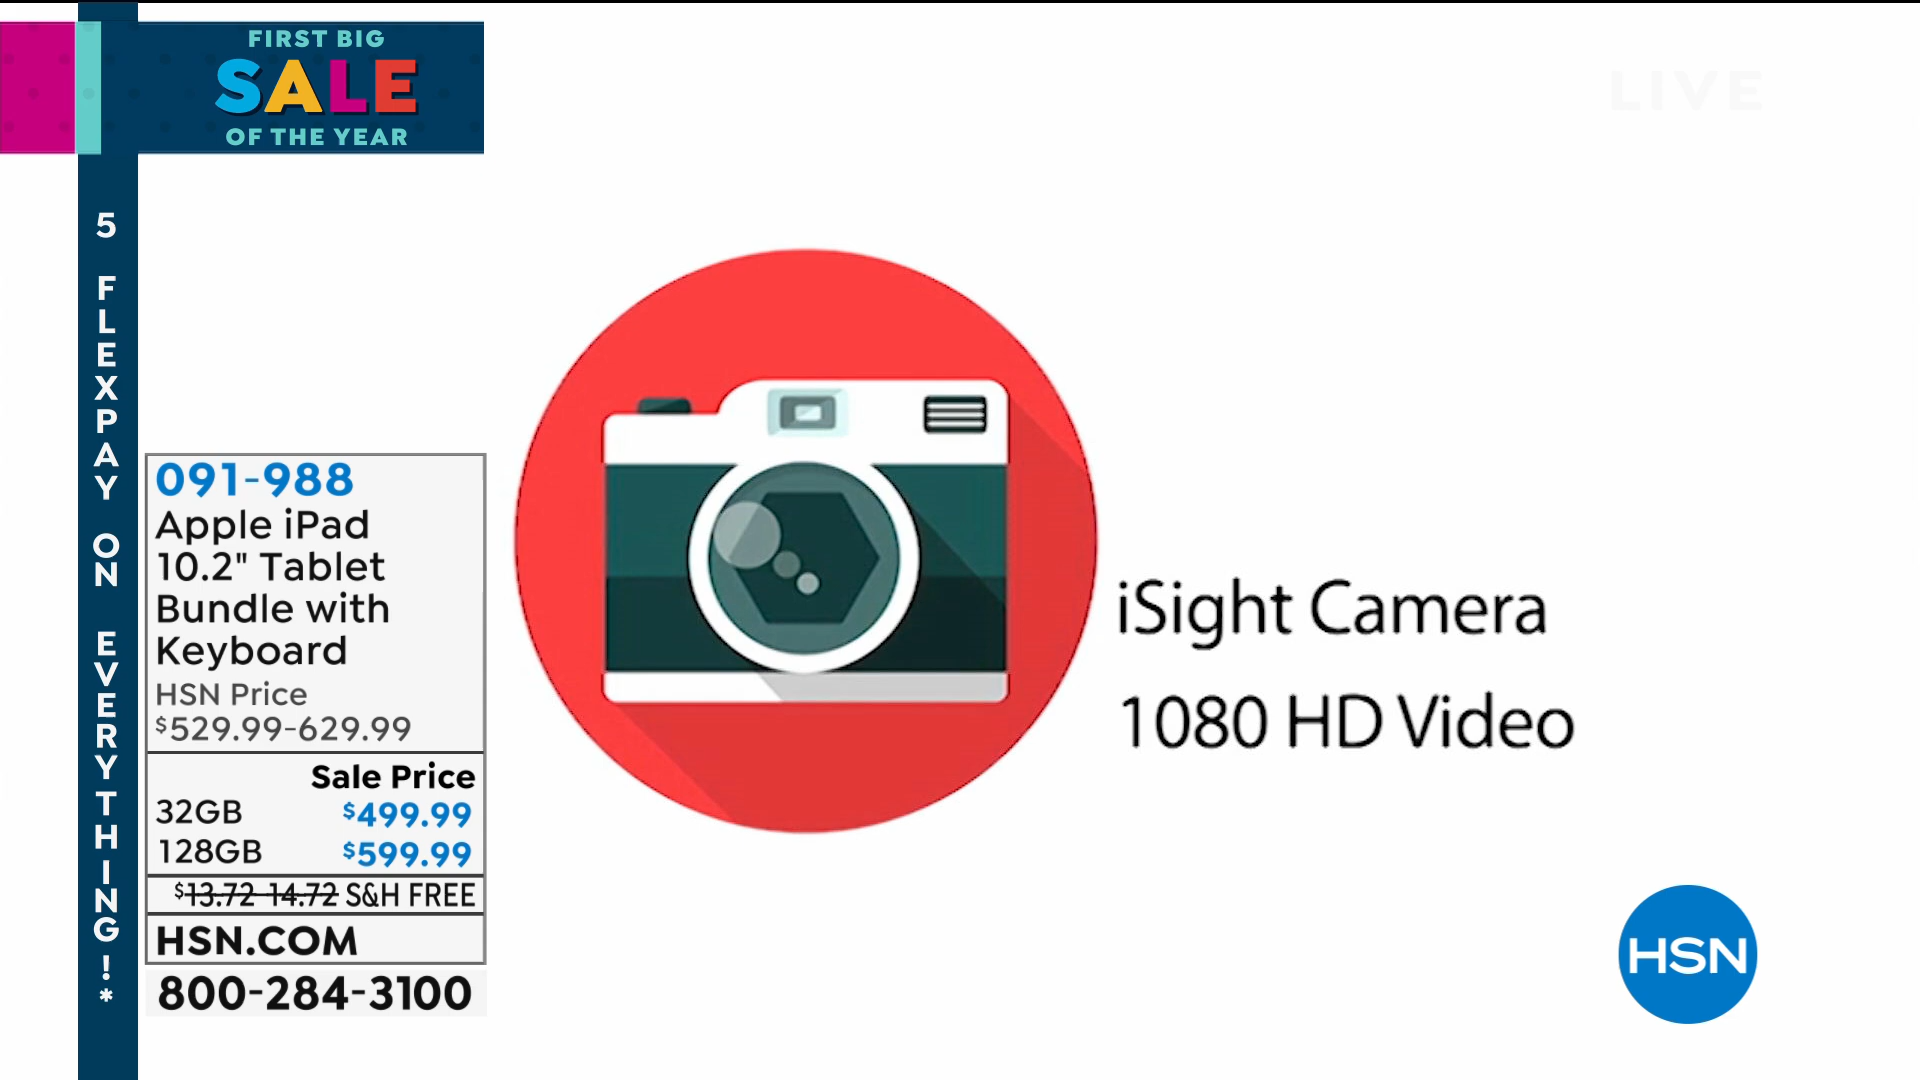 FIRST BIG
SALE
OF THE YEAR
LIVE
5 FLEXPAY ON EVERYTHING!*
091-988
Apple iPad
10.2" Tablet
Bundle with
Keyboard
HSN Price
$529.99-629.99
Sale Price
32GB $499.99
128GB $599.99
$13.72-14.72 S&H FREE
HSN.COM
800-284-3100
iSight Camera
1080 HD Video
HSN